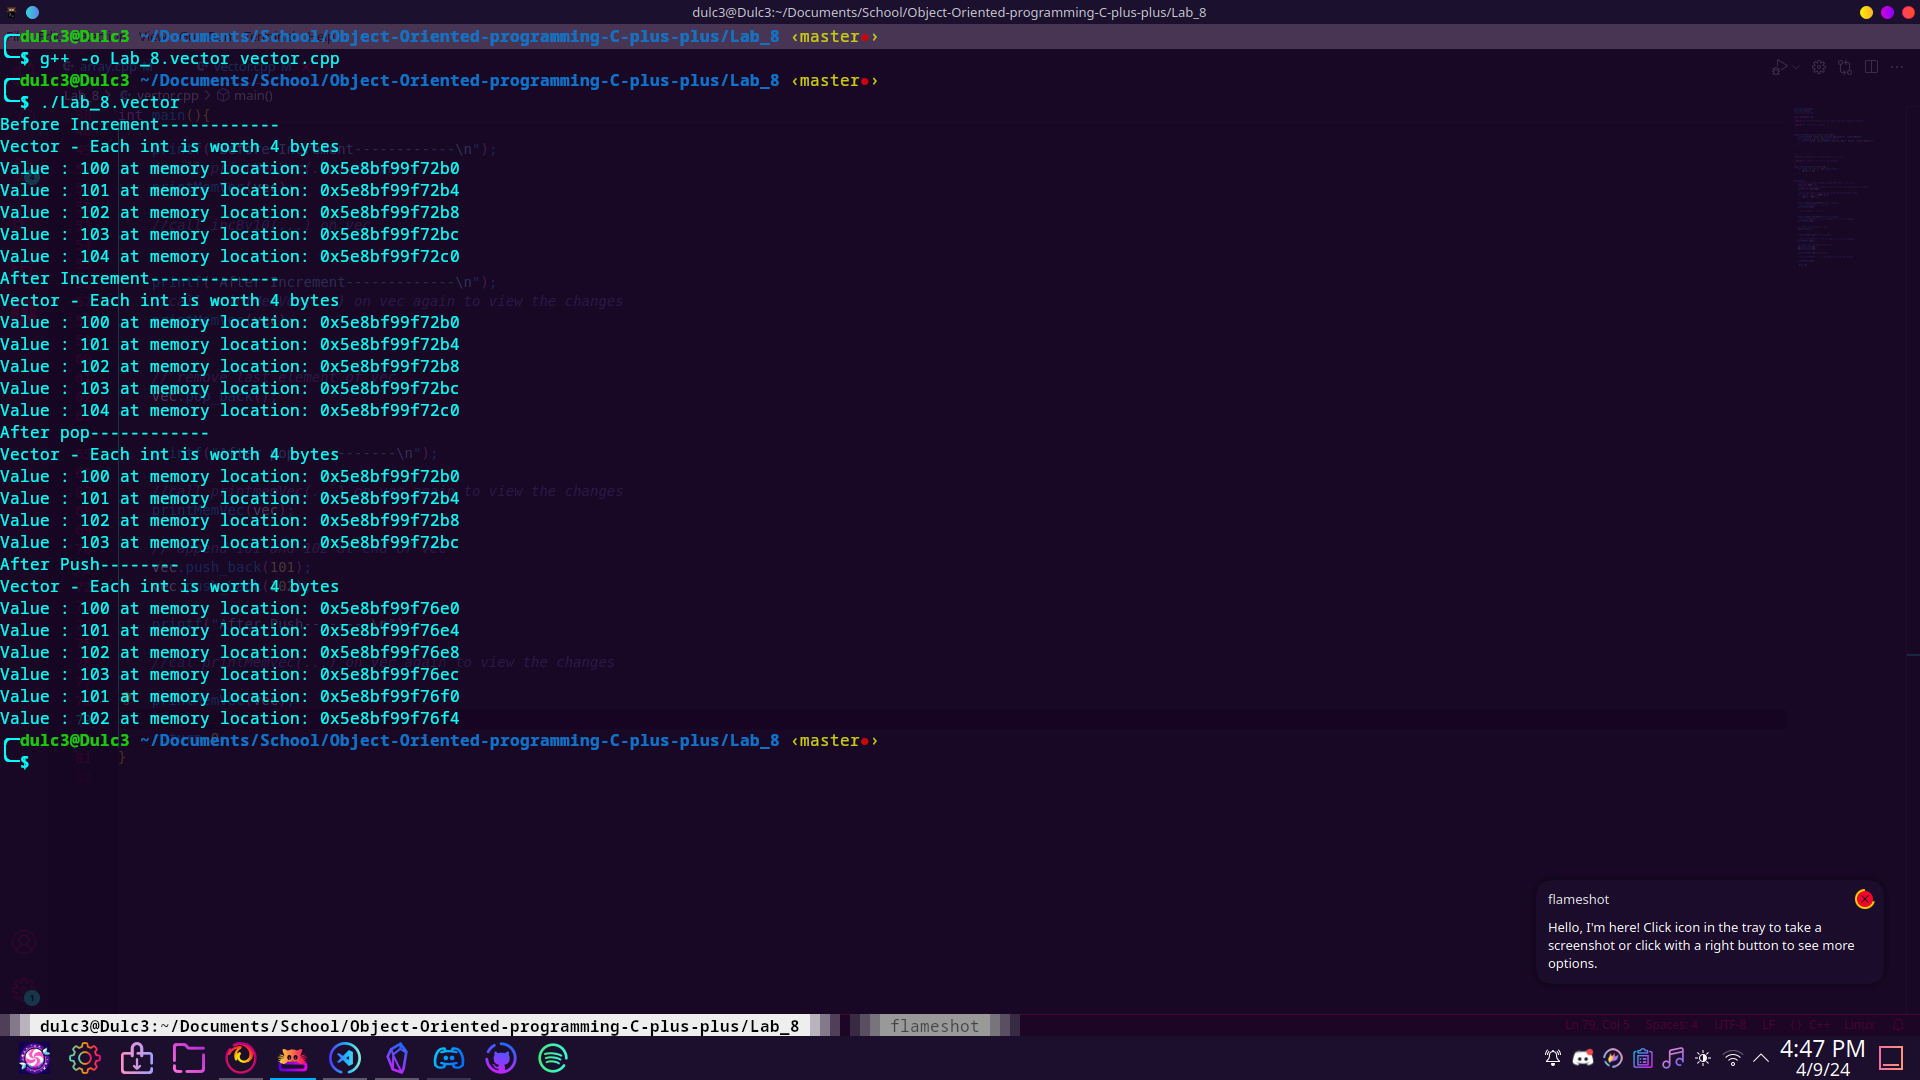 dulc3@Dulc3:~/Documents/School/Object-Oriented-programming-C-plus-plus/Lab_8
dulc3@Dulc3 ~/Documents/School/Object-Oriented-programming-C-plus-plus/Lab_8 ‹master●›
$ g++ -o Lab_8.vector vector.cpp
dulc3@Dulc3 ~/Documents/School/Object-Oriented-programming-C-plus-plus/Lab_8 ‹master●›
$ ./Lab_8.vector
Before Increment------------
Vector - Each int is worth 4 bytes
Value : 100 at memory location: 0x5e8bf99f72b0
Value : 101 at memory location: 0x5e8bf99f72b4
Value : 102 at memory location: 0x5e8bf99f72b8
Value : 103 at memory location: 0x5e8bf99f72bc
Value : 104 at memory location: 0x5e8bf99f72c0
After Increment-------------
Vector - Each int is worth 4 bytes
Value : 100 at memory location: 0x5e8bf99f72b0
Value : 101 at memory location: 0x5e8bf99f72b4
Value : 102 at memory location: 0x5e8bf99f72b8
Value : 103 at memory location: 0x5e8bf99f72bc
Value : 104 at memory location: 0x5e8bf99f72c0
After pop------------
Vector - Each int is worth 4 bytes
Value : 100 at memory location: 0x5e8bf99f72b0
Value : 101 at memory location: 0x5e8bf99f72b4
Value : 102 at memory location: 0x5e8bf99f72b8
Value : 103 at memory location: 0x5e8bf99f72bc
After Push--------
Vector - Each int is worth 4 bytes
Value : 100 at memory location: 0x5e8bf99f76e0
Value : 101 at memory location: 0x5e8bf99f76e4
Value : 102 at memory location: 0x5e8bf99f76e8
Value : 103 at memory location: 0x5e8bf99f76ec
Value : 101 at memory location: 0x5e8bf99f76f0
Value : 102 at memory location: 0x5e8bf99f76f4
dulc3@Dulc3 ~/Documents/School/Object-Oriented-programming-C-plus-plus/Lab_8 ‹master●›
$
flameshot
Hello, I'm here! Click icon in the tray to take a
screenshot or click with a right button to see more
options.
dulc3@Dulc3:~/Documents/School/Object-Oriented-programming-C-plus-plus/Lab_8
flameshot
Ln 79, Col 5 Spaces: 4 UTF-8 LF {} C++ Linux
4:47 PM
4/9/24